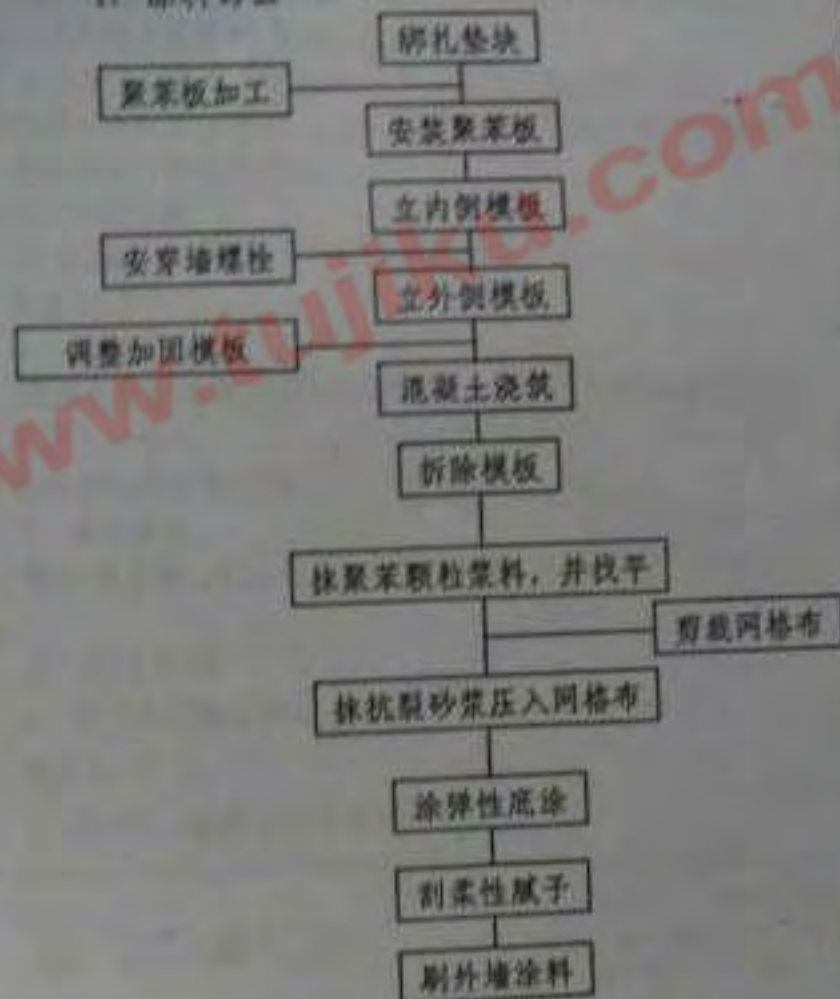 绑扎垫块
聚苯板加工
安装聚苯板
立内侧模板
安穿墙螺栓
立外侧模板
调整加固模板
混凝土浇筑
拆除模板
抹聚苯颗粒浆料，并找平
剪裁网格布
抹抗裂砂浆压入网格布
涂弹性底涂
刮柔性腻子
刷外墙涂料
www.tujiku.com